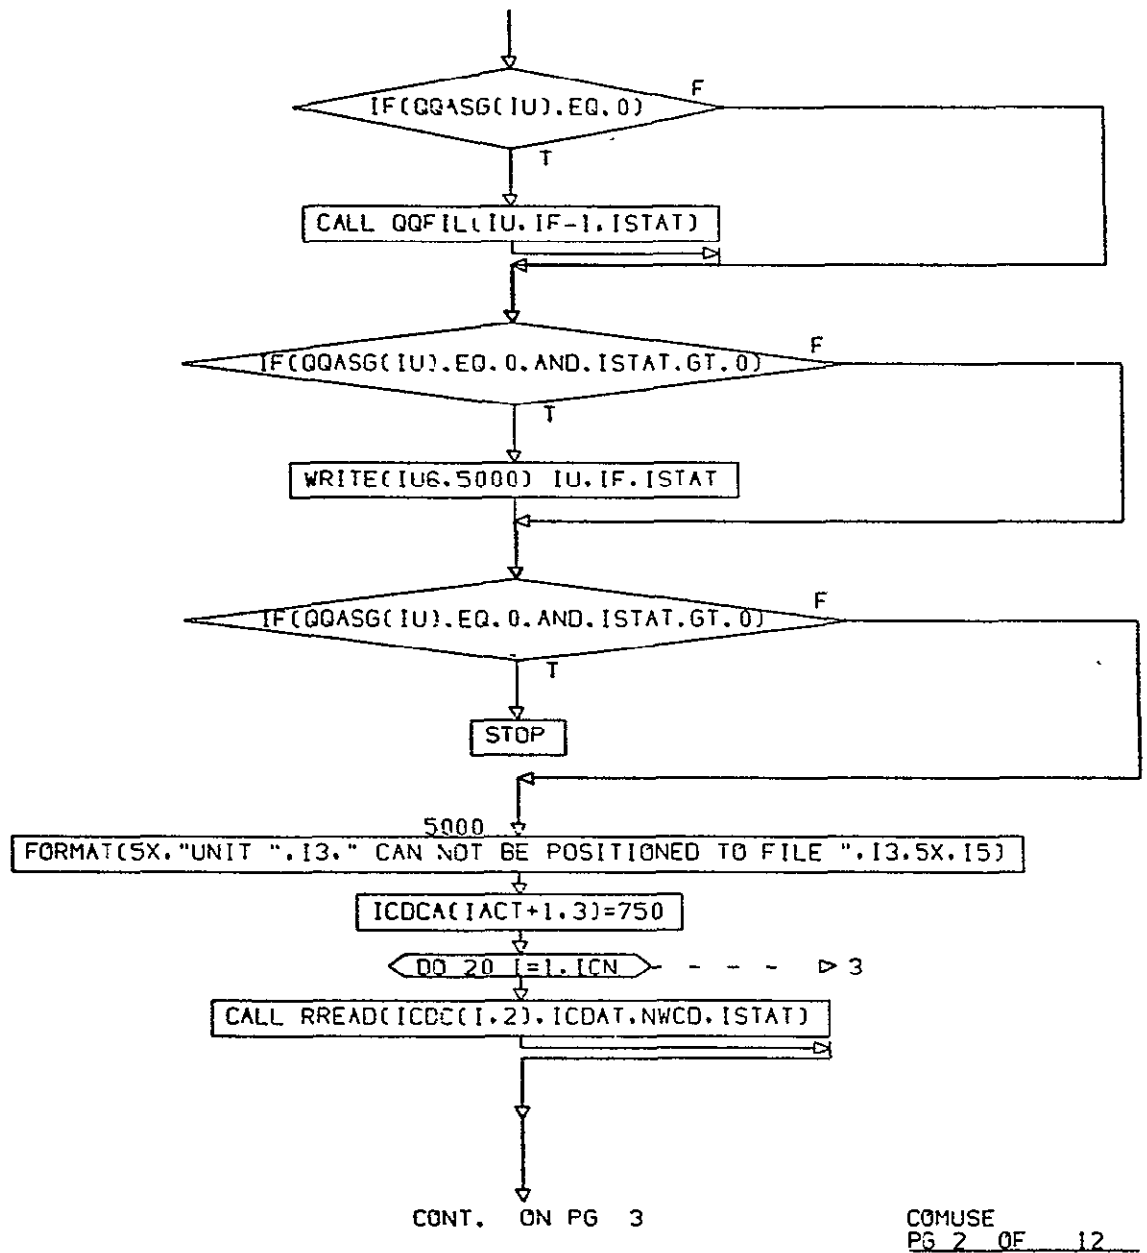 F
IF(QQASG(IU).EQ.0)
T
CALL QQFIL(IU.IF-1.ISTAT)
F
IF(QQASG(IU).EQ.0.AND.ISTAT.GT.0)
T
WRITE(IU6.5000) IU.IF.ISTAT
F
IF(QQASG(IU).EQ.0.AND.ISTAT.GT.0)
T
STOP
5000
FORMAT(5X."UNIT ".I3." CAN NOT BE POSITIONED TO FILE ".I3.5X.I5)
ICDCA(IACT+1.3)=750
DO 20 I=1.ICN
3
CALL RREAD(ICDC(I.2).ICDAT.NWCD.ISTAT)
CONT. ON PG 3
COMUSE
PG 2 OF 12